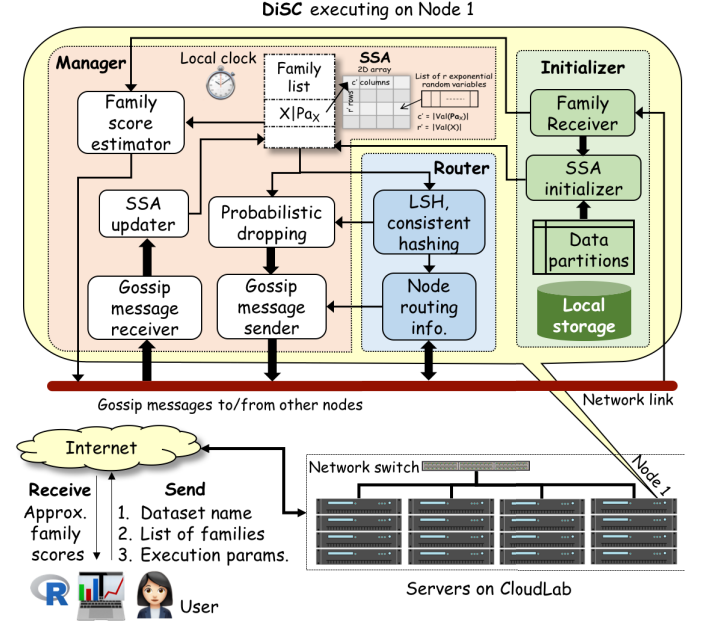 DiSC executing on Node 1
Manager
Local clock
Family
list
X|PaX
SSA
2D array
c' columns
r' rows
List of r exponential
random variables
c' = |Val(PaX)|
r' = |Val(X)|
Family
score
estimator
SSA
updater
Gossip
message
receiver
Probabilistic
dropping
Gossip
message
sender
Router
LSH,
consistent
hashing
Node
routing
info.
Initializer
Family
Receiver
SSA
initializer
Data
partitions
Local
storage
Gossip messages to/from other nodes
Network link
Internet
Receive
Approx.
family
scores
Send
1. Dataset name
2. List of families
3. Execution params.
R
User
Network switch
Node 1
Servers on CloudLab